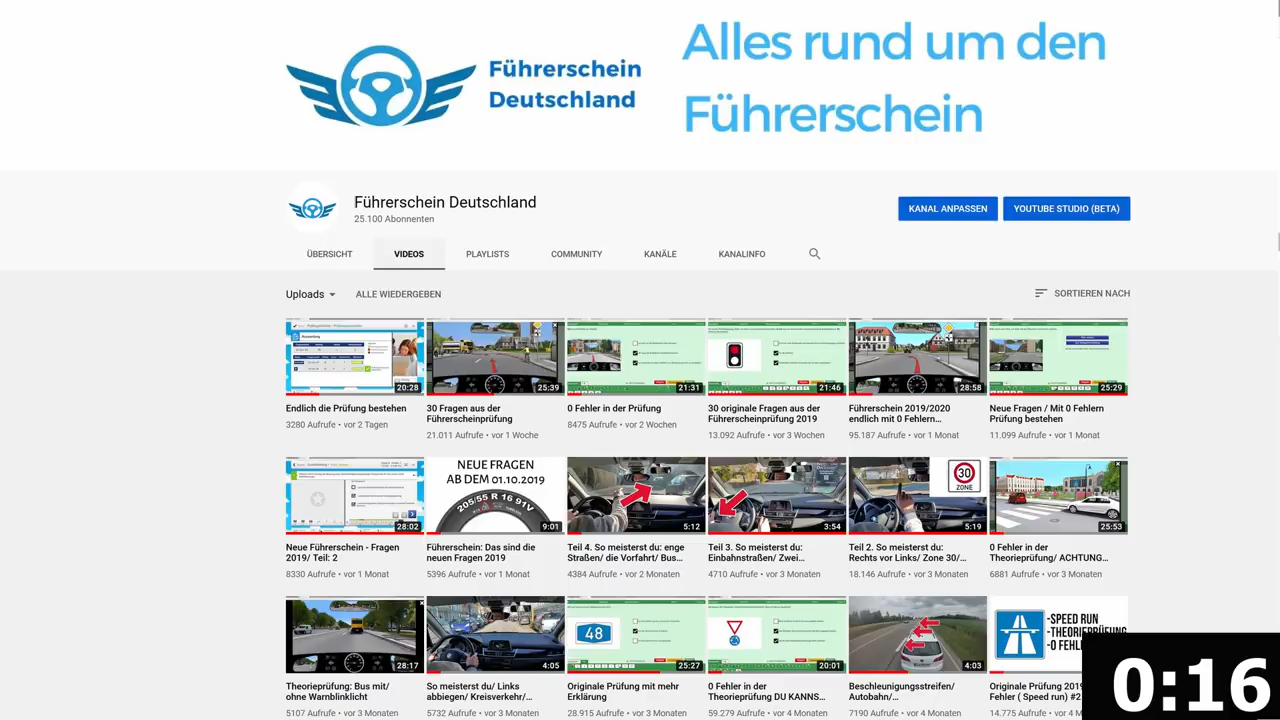 Führerschein
Deutschland
Alles rund um den
Führerschein
Führerschein Deutschland
25.100 Abonnenten
KANAL ANPASSEN
YOUTUBE STUDIO (BETA)
ÜBERSICHT
VIDEOS
PLAYLISTS
COMMUNITY
KANÄLE
KANALINFO
Uploads
ALLE WIEDERGEBEN
SORTIEREN NACH
20:28
25:39
21:31
21:46
28:58
25:29
Endlich die Prüfung bestehen
3280 Aufrufe • vor 2 Tagen
30 Fragen aus der
Führerscheinprüfung
21.011 Aufrufe • vor 1 Woche
0 Fehler in der Prüfung
8475 Aufrufe • vor 2 Wochen
30 originale Fragen aus der
Führerscheinprüfung 2019
13.092 Aufrufe • vor 3 Wochen
Führerschein 2019/2020
endlich mit 0 Fehlern…
95.187 Aufrufe • vor 1 Monat
Neue Fragen / Mit 0 Fehlern
Prüfung bestehen
11.099 Aufrufe • vor 1 Monat
28:02
NEUE FRAGEN
AB DEM 01.10.2019
205/55 R 16 91V
9:01
5:12
3:54
30
ZONE
5:19
25:53
Neue Führerschein - Fragen
2019/ Teil: 2
8330 Aufrufe • vor 1 Monat
Führerschein: Das sind die
neuen Fragen 2019
5396 Aufrufe • vor 1 Monat
Teil 4. So meisterst du: enge
Straßen/ die Vorfahrt/ Bus…
4384 Aufrufe • vor 2 Monaten
Teil 3. So meisterst du:
Einbahnstraßen/ Zwei…
4710 Aufrufe • vor 3 Monaten
Teil 2. So meisterst du:
Rechts vor Links/ Zone 30/…
18.146 Aufrufe • vor 3 Monaten
0 Fehler in der
Theorieprüfung/ ACHTUNG…
6881 Aufrufe • vor 3 Monaten
28:17
4:05
48
25:27
20:01
4:03
-SPEED RUN
-THEORIEPRÜFUNG
-0 FEHLE
Theorieprüfung: Bus mit/
ohne Warnblinklicht
5107 Aufrufe • vor 3 Monaten
So meisterst du/ Links
abbiegen/ Kreisverkehr/…
5732 Aufrufe • vor 3 Monaten
Originale Prüfung mit mehr
Erklärung
28.915 Aufrufe • vor 3 Monaten
0 Fehler in der
Theorieprüfung DU KANNS…
59.279 Aufrufe • vor 4 Monaten
Beschleunigungsstreifen/
Autobahn/…
7190 Aufrufe • vor 4 Monaten
Originale Prüfung 2019
Fehler ( Speed run) #2
14.775 Aufrufe • vor 4 M
0:16